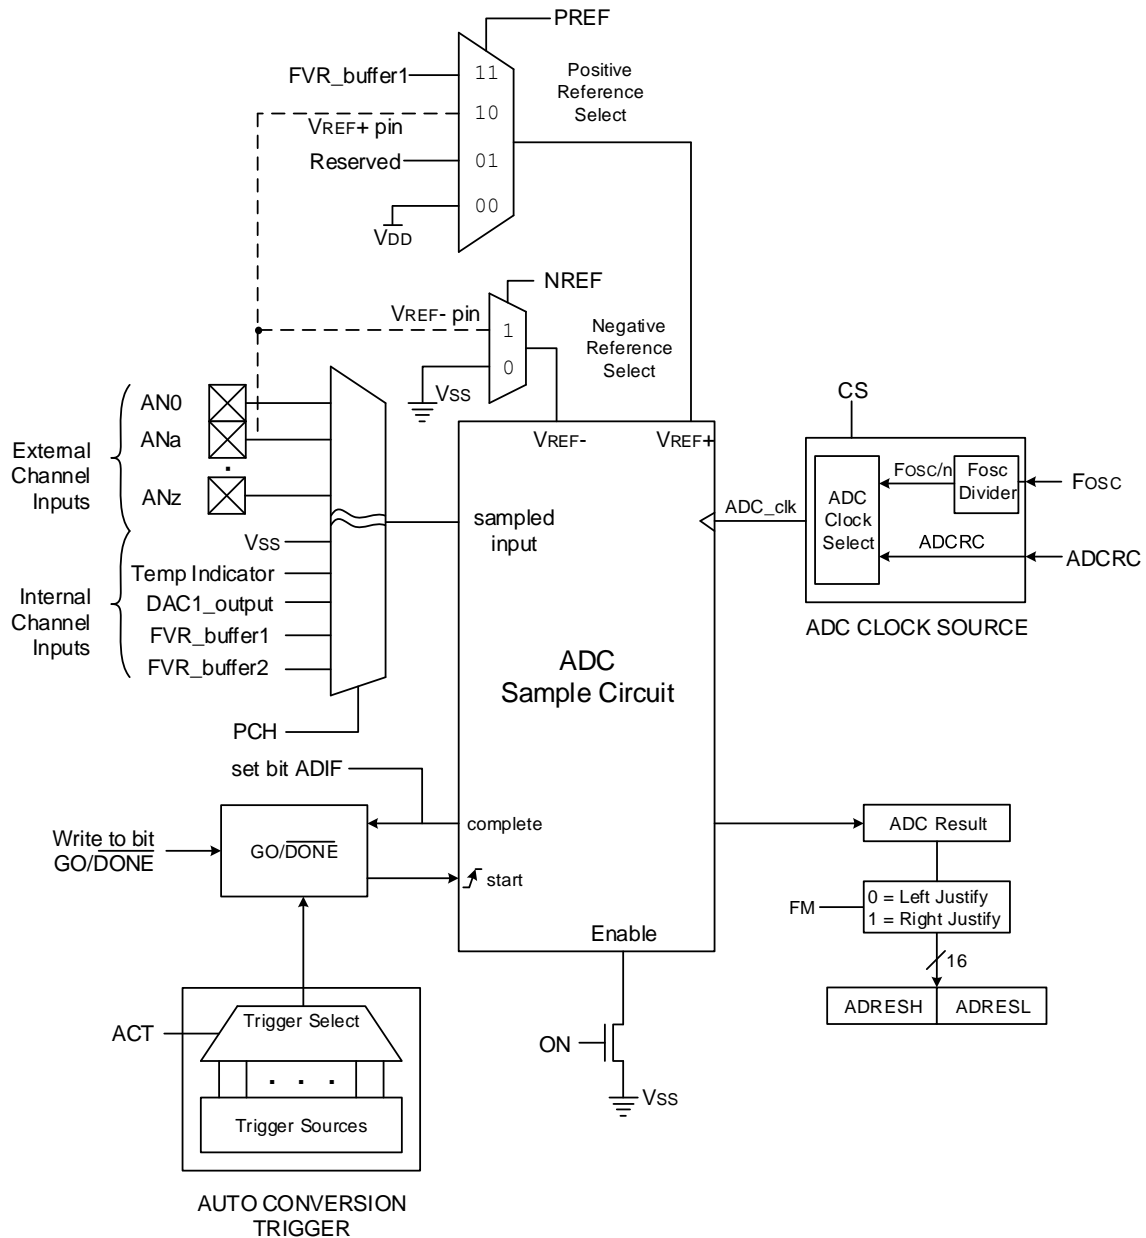 PREF
FVR_buffer1
11
Positive
Reference
Select
10
VREF+ pin
Reserved
01
00
VDD
NREF
VREF- pin
1
Negative
Reference
Select
0
VSS
External
Channel
Inputs
AN0
ANa
ANz
VREF-
VREF+
CS
ADC
Clock
Select
FOSC/n
Fosc
Divider
FOSC
ADC_clk
ADCRC
ADCRC
ADC CLOCK SOURCE
sampled
input
Internal
Channel
Inputs
VSS
Temp Indicator
DAC1_output
FVR_buffer1
FVR_buffer2
ADC
Sample Circuit
PCH
set bit ADIF
complete
Write to bit
GO/DONE
GO/DONE
start
Enable
ADC Result
FM
0 = Left Justify
1 = Right Justify
16
ADRESH
ADRESL
ACT
Trigger Select
. . .
Trigger Sources
ON
VSS
AUTO CONVERSION
TRIGGER